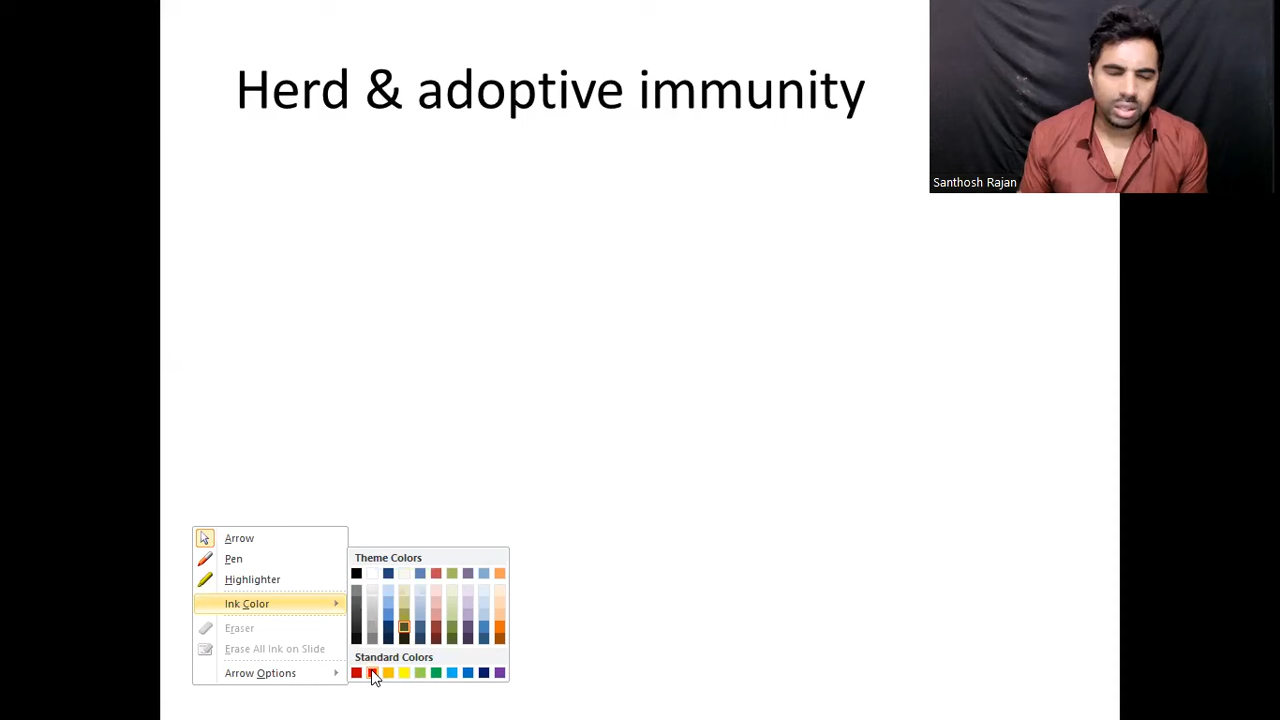 Herd & adoptive immunity
Santhosh Rajan
Arrow
Pen
Highlighter
Ink Color
Eraser
Erase All Ink on Slide
Arrow Options
Theme Colors
Standard Colors